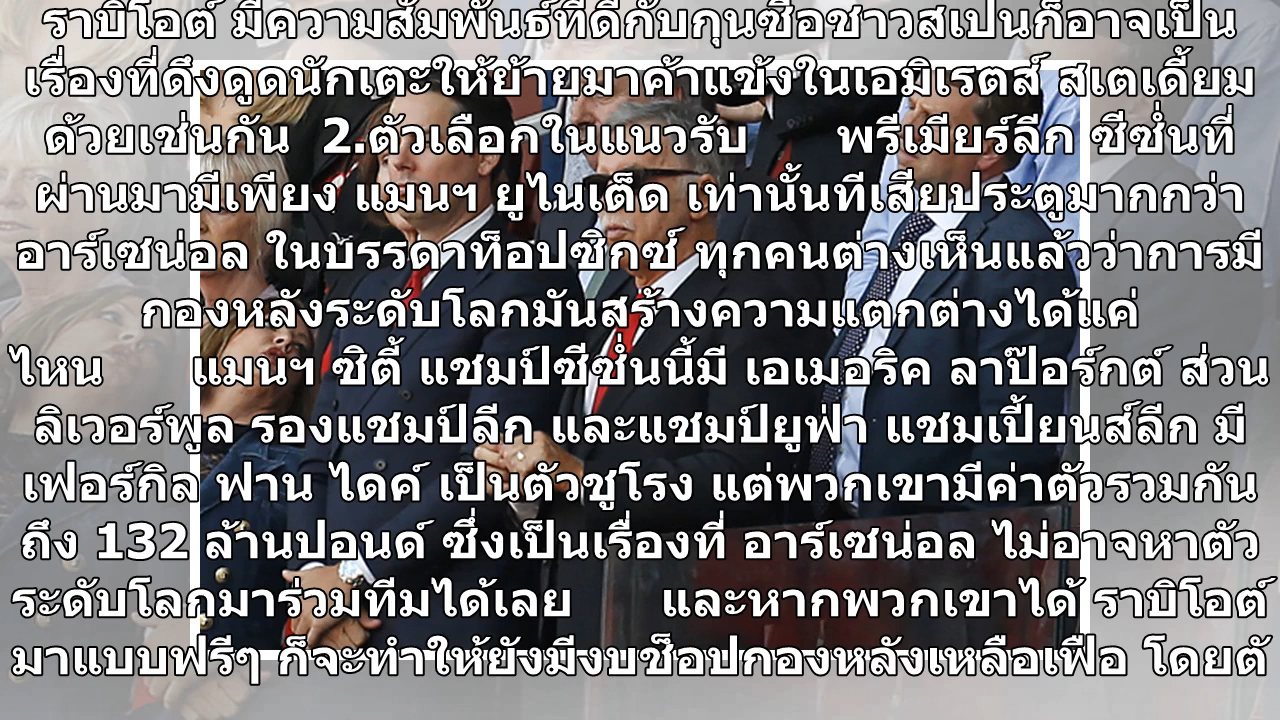 ราบิโอต์ มีความสัมพันธ์ที่ดีกับกุนซือชาวสเปนก็อาจเป็น
เรื่องที่ดึงดูดนักเตะให้ย้ายมาค้าแข้งในเอมิเรตส์ สเตเดี้ยม
ด้วยเช่นกัน 2.ตัวเลือกในแนวรับ พรีเมียร์ลีก ซีซั่นที่
ผ่านมามีเพียง แมนฯ ยูไนเต็ด เท่านั้นที่เสียประตูมากกว่า
อาร์เซน่อล ในบรรดาท็อปซิกซ์ ทุกคนต่างเห็นแล้วว่าการมี
กองหลังระดับโลกมันสร้างความแตกต่างได้แค่
ไหน แมนฯ ซิตี้ แชมป์ซีซั่นนี้มี เอเมอริค ลาป๊อร์กต์ ส่วน
ลิเวอร์พูล รองแชมป์ลีก และแชมป์ยูฟ่า แชมเปี้ยนส์ลีก มี
เฟอร์กิล ฟาน ไดค์ เป็นตัวชูโรง แต่พวกเขามีค่าตัวรวมกัน
ถึง 132 ล้านปอนด์ ซึ่งเป็นเรื่องที่ อาร์เซน่อล ไม่อาจหาตัว
ระดับโลกมาร่วมทีมได้เลย และหากพวกเขาได้ ราบิโอต์
มาแบบฟรีๆ ก็จะทำให้ยังมีงบช็อปกองหลังเหลือเฟือ โดยตั